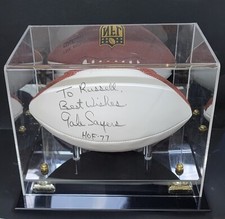 NFL
To Russell,
Best Wishes
Gale Sayers
HOF-77